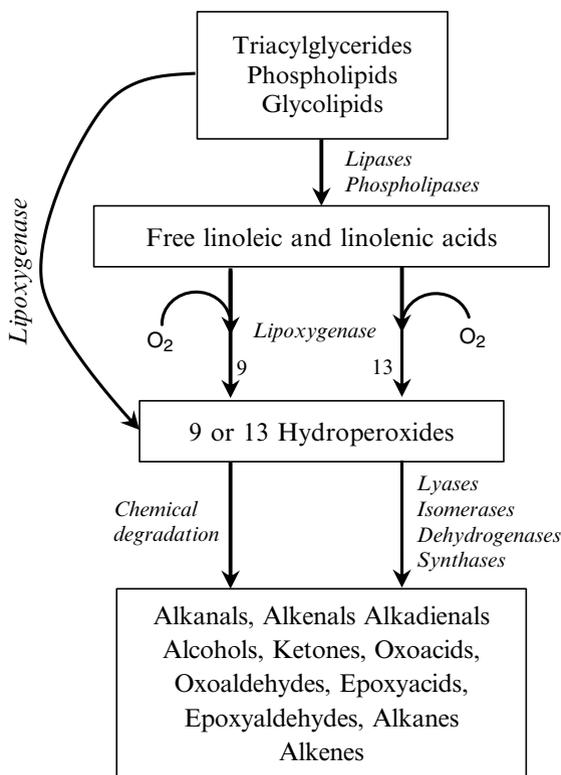 Triacylglycerides
Phospholipids
Glycolipids
Lipases
Phospholipases
Lipoxygenase
Free linoleic and linolenic acids
O2
Lipoxygenase
O2
9
13
9 or 13 Hydroperoxides
Chemical
degradation
Lyases
Isomerases
Dehydrogenases
Synthases
Alkanals, Alkenals Alkadienals
Alcohols, Ketones, Oxoacids,
Oxoaldehydes, Epoxyacids,
Epoxyaldehydes, Alkanes
Alkenes